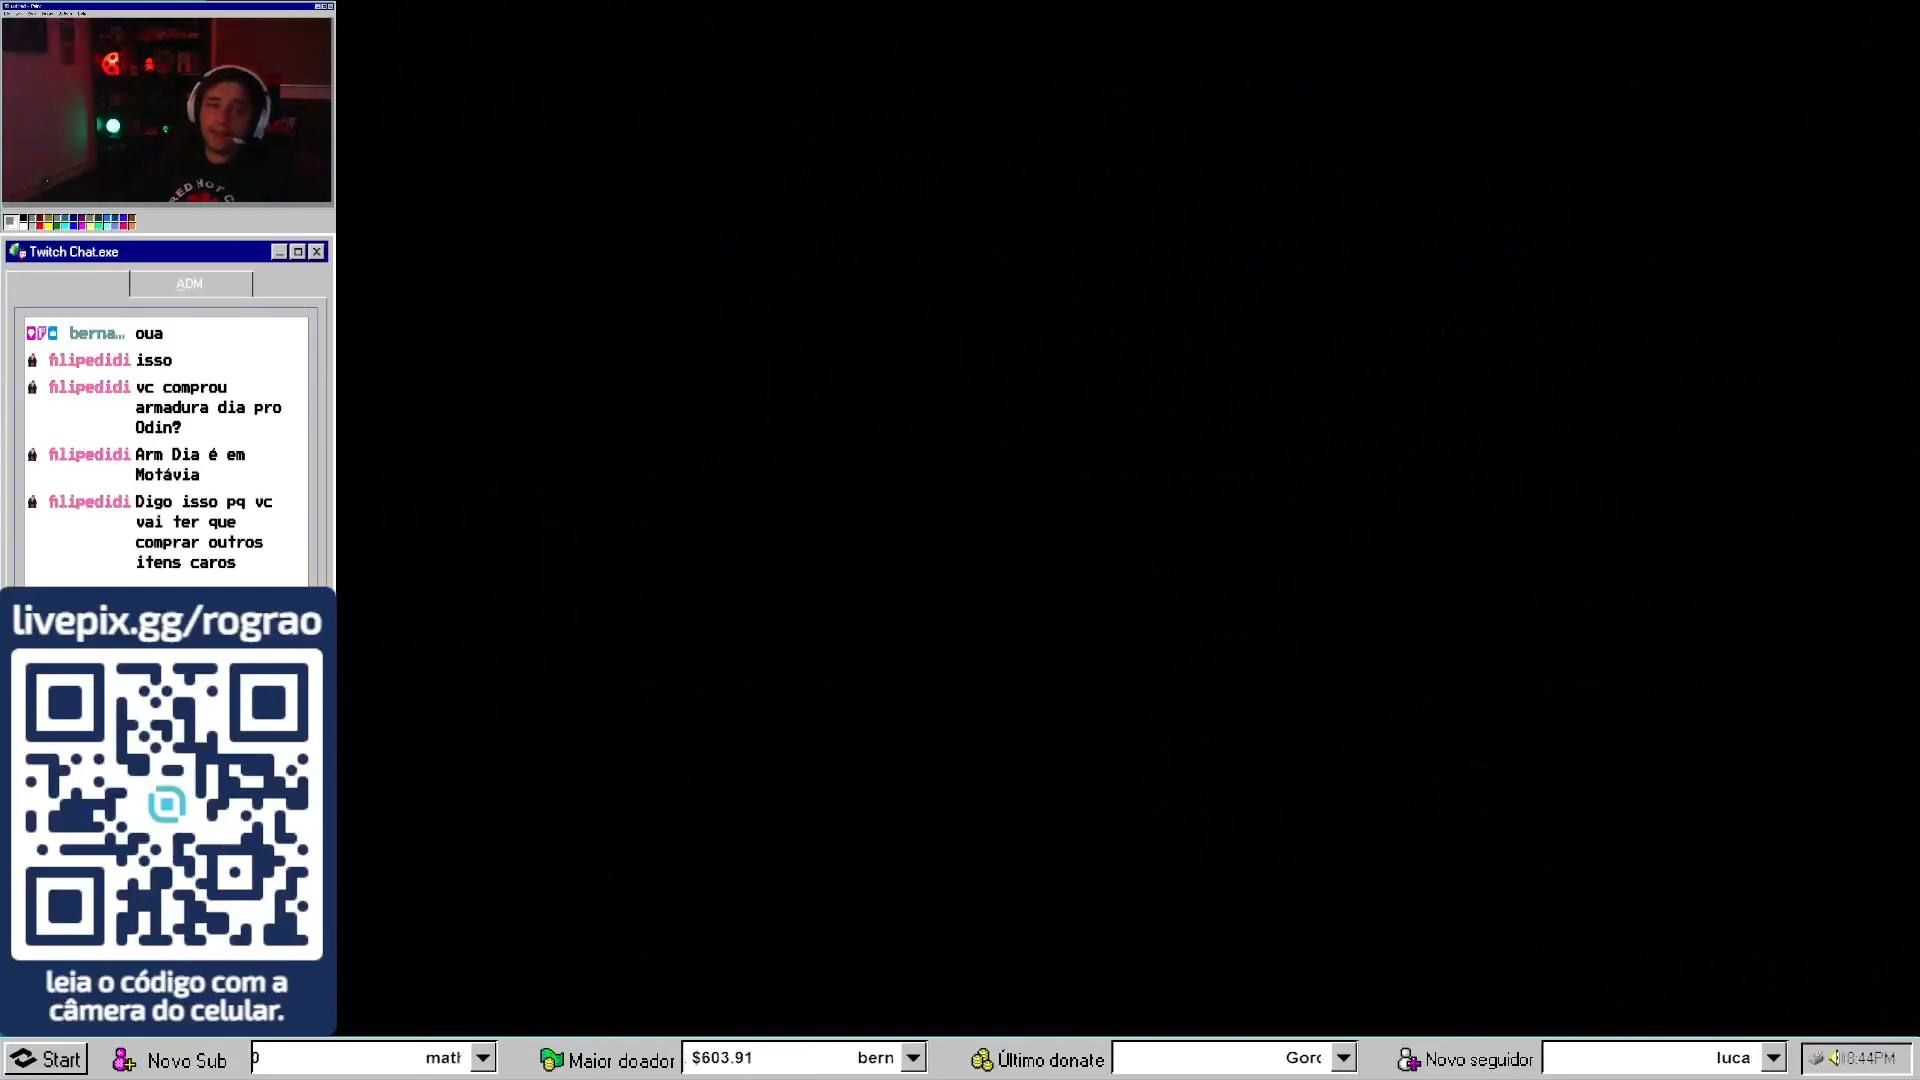 Twitch Chat.exe
ADM
berna... oua
filipedidi isso
filipedidi vc comprou
armadura dia pro
Odin?
filipedidi Arm Dia é em
Motávia
filipedidi Digo isso pq vc
vai ter que
comprar outros
itens caros
livepix.gg/rograo
leia o código com a
câmera do celular.
Start
Novo Sub
0
Maior doador
$603.91
bern
Último donate
Novo seguidor
luca
8:44PM